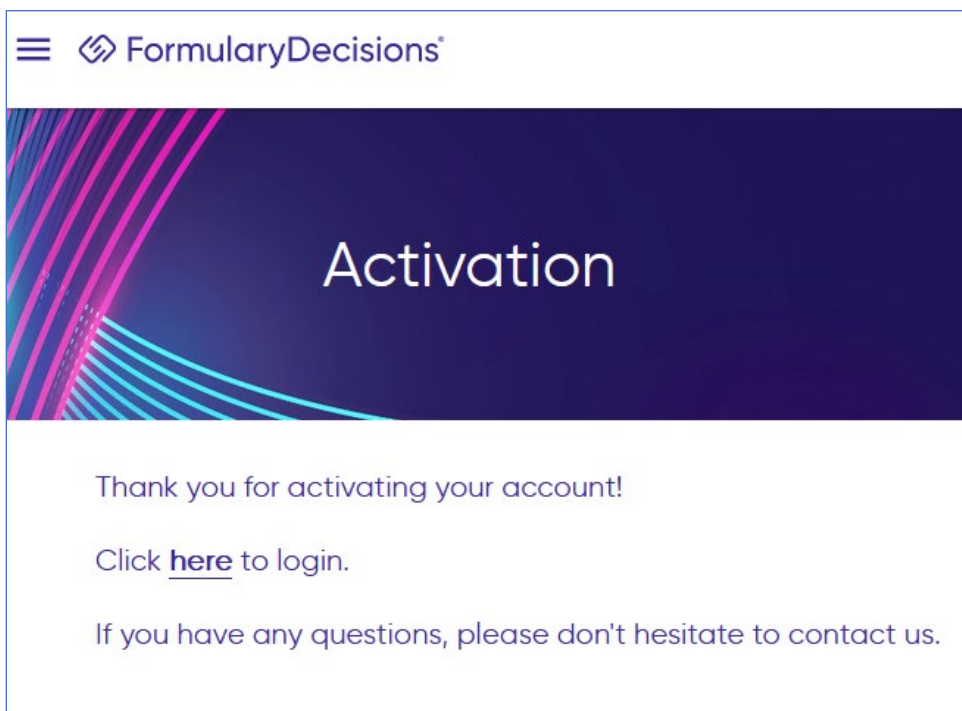 FormularyDecisions®
Activation
Thank you for activating your account!
Click here to login.
If you have any questions, please don't hesitate to contact us.